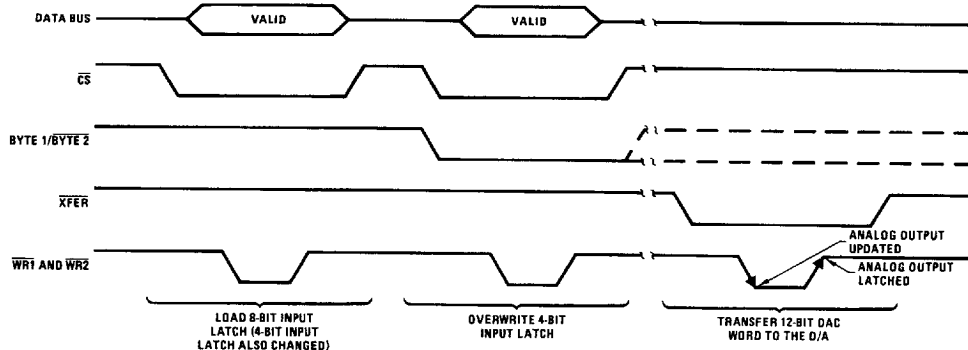 DATA BUS
VALID
VALID
CS
BYTE 1/BYTE 2
XFER
ANALOG OUTPUT
UPDATED
WR1 AND WR2
ANALOG OUTPUT
LATCHED
LOAD 8-BIT INPUT
LATCH (4-BIT INPUT
LATCH ALSO CHANGED)
OVERWRITE 4-BIT
INPUT LATCH
TRANSFER 12-BIT DAC
WORD TO THE D/A